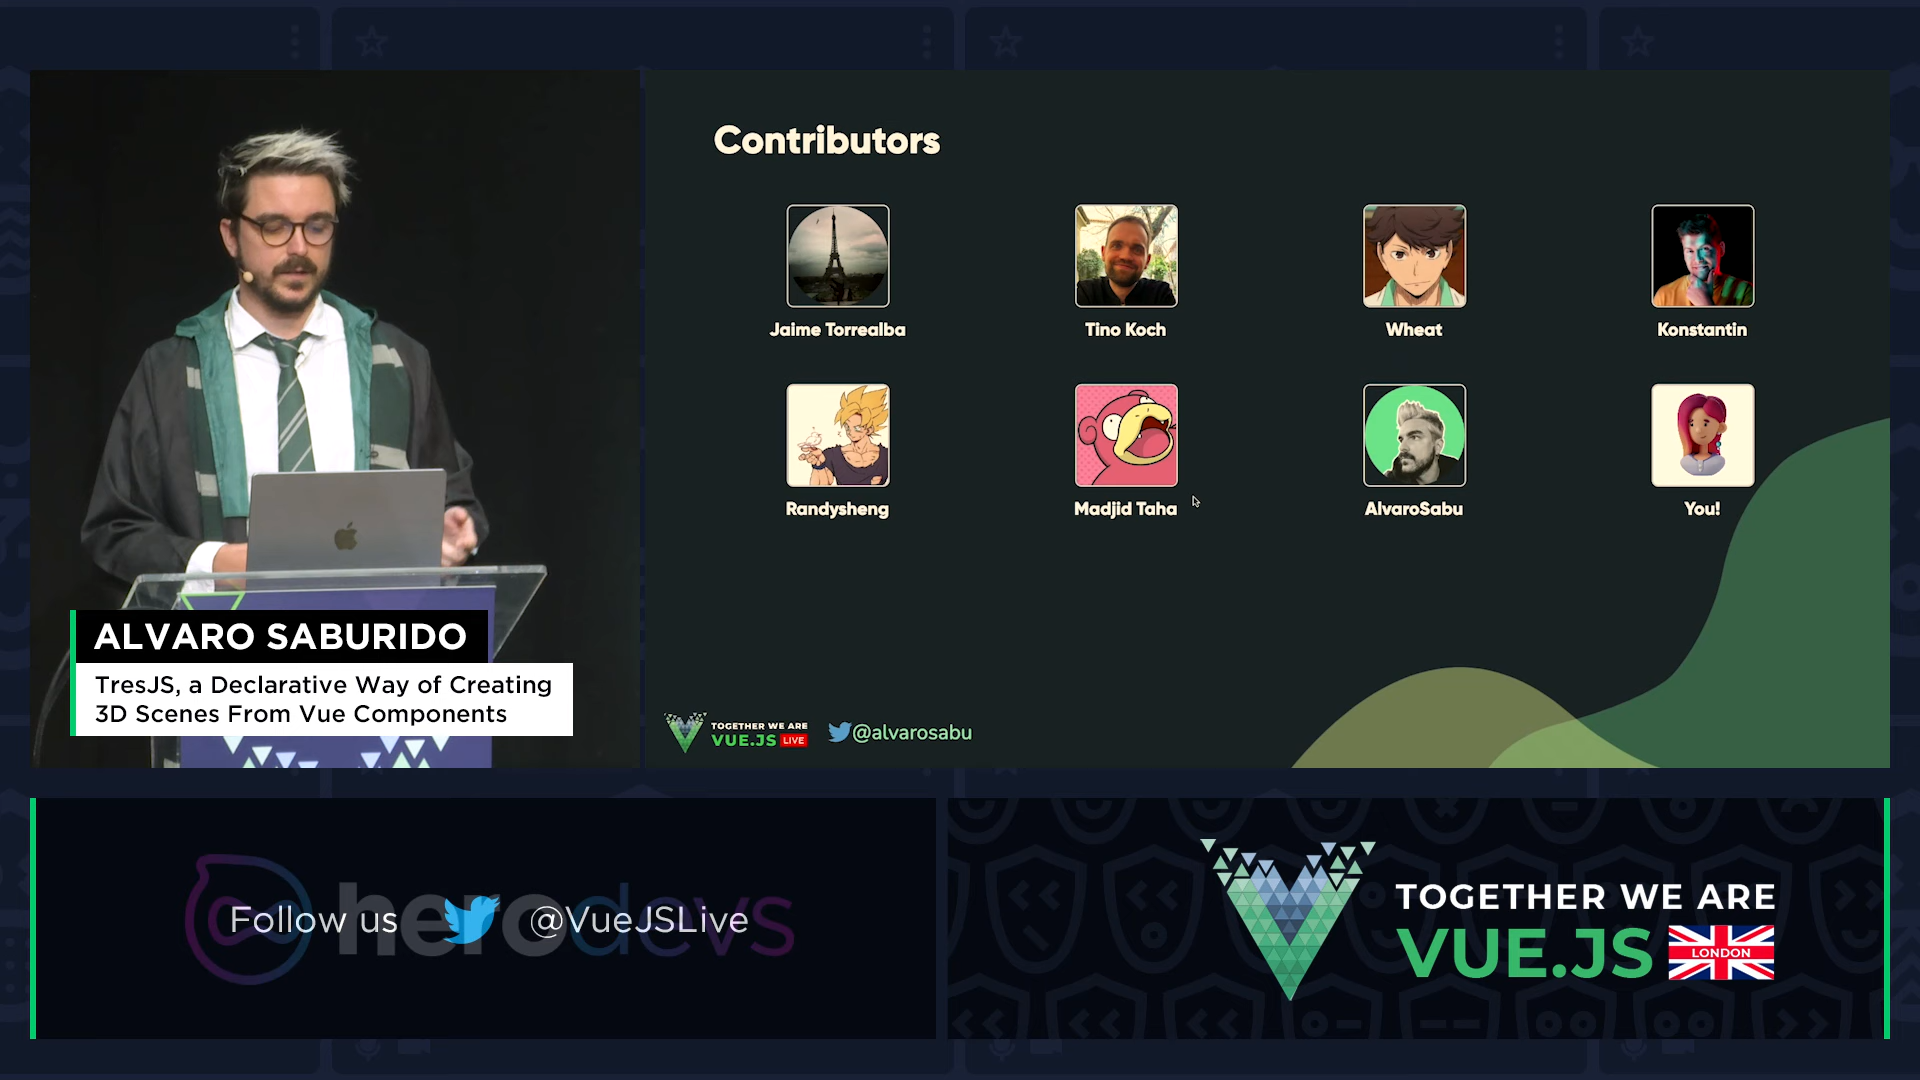 Contributors
Jaime Torrealba
Tino Koch
Wheat
Konstantin
Randysheng
Madjid Taha
AlvaroSabu
You!
ALVARO SABURIDO
TresJS, a Declarative Way of Creating
3D Scenes From Vue Components
TOGETHER WE ARE
VUE.JS LIVE
@alvarosabu
herodevs
Follow us @VueJSLive
TOGETHER WE ARE
VUE.JS
LONDON